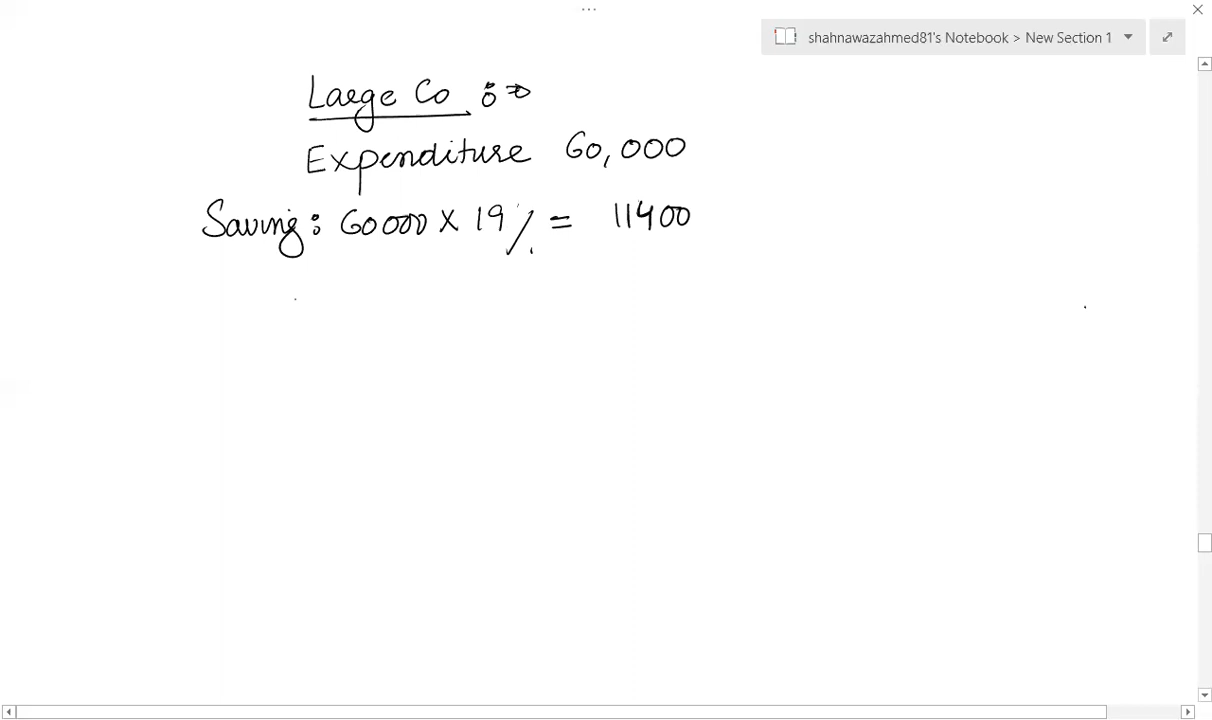 shahnawazahmed81's Notebook > New Section 1
Large Co :⇒
Expenditure 60,000
Saving: 60000 × 19% = 11400